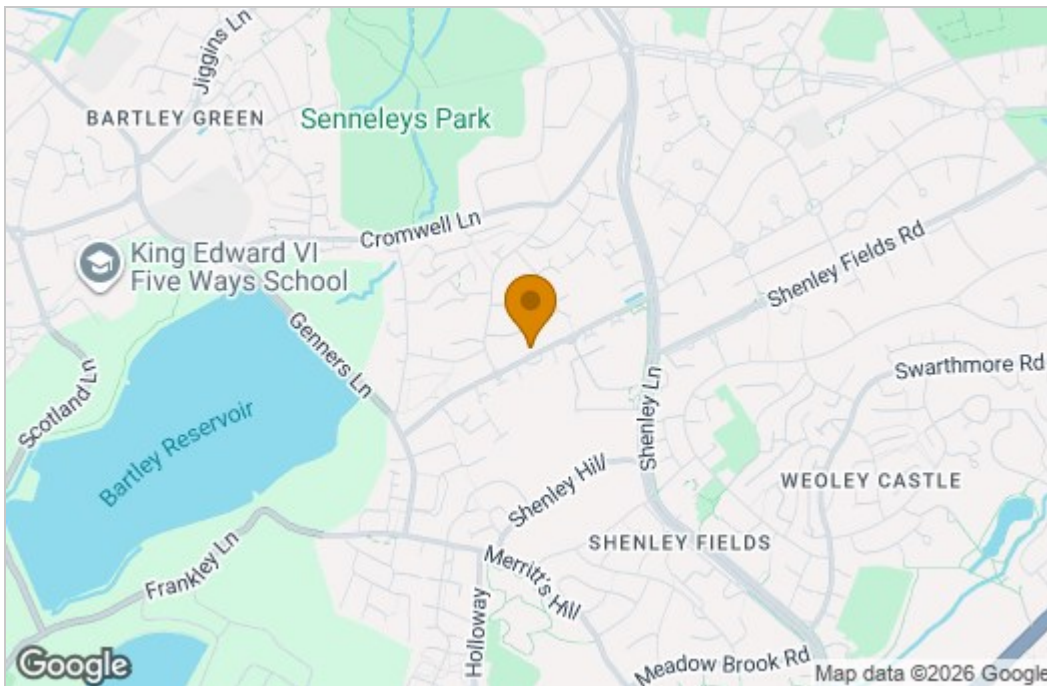 Jiggins Ln
BARTLEY GREEN
Senneleys Park
Cromwell Ln
King Edward VI
Five Ways School
Shenley Fields Rd
Genners Ln
Scotland Ln
Swarthmore Rd
Shenley Ln
Bartley Reservoir
Shenley Hill
WEOLEY CASTLE
SHENLEY FIELDS
Frankley Ln
Merritt's Hill
Holloway
Meadow Brook Rd
Google
Map data ©2026 Google